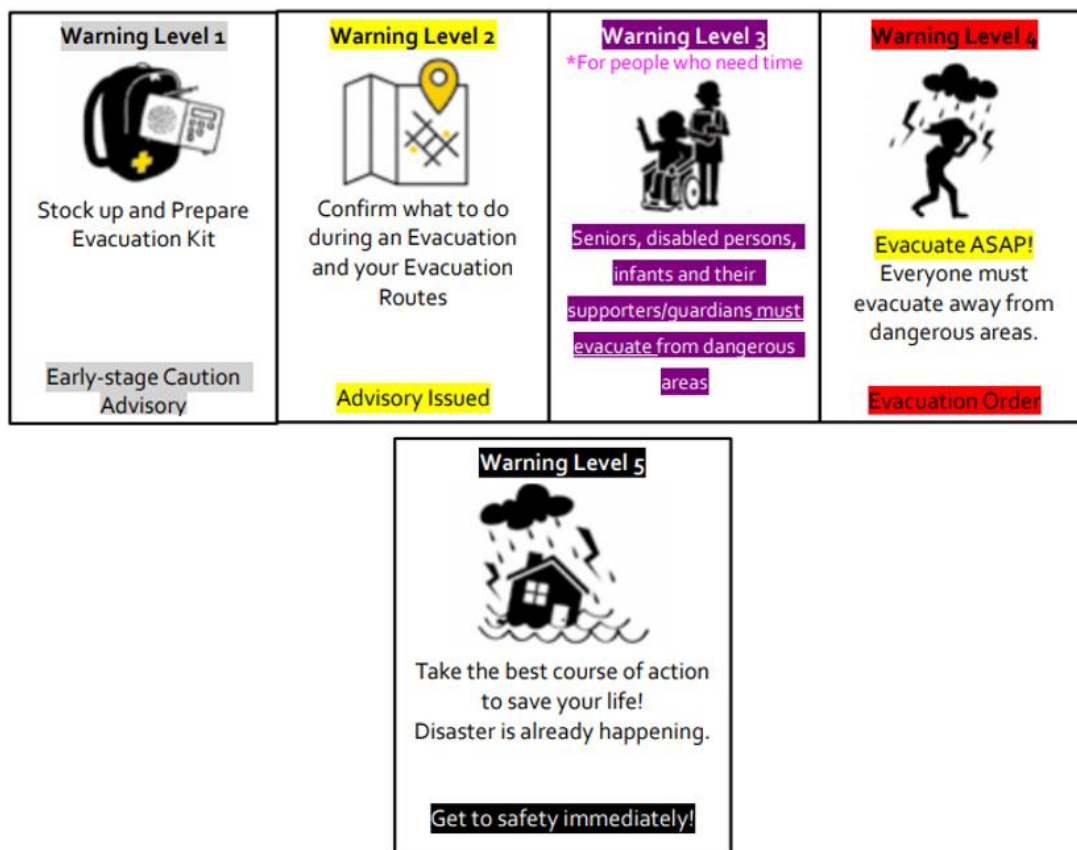 Warning Level 1
Stock up and Prepare
Evacuation Kit
Early-stage Caution
Advisory
Warning Level 2
Confirm what to do
during an Evacuation
and your Evacuation
Routes
Advisory Issued
Warning Level 3
*For people who need time
Seniors, disabled persons,
infants and their
supporters/guardians must
evacuate from dangerous
areas
Warning Level 4
Evacuate ASAP!
Everyone must
evacuate away from
dangerous areas.
Evacuation Order
Warning Level 5
Take the best course of action
to save your life!
Disaster is already happening.
Get to safety immediately!